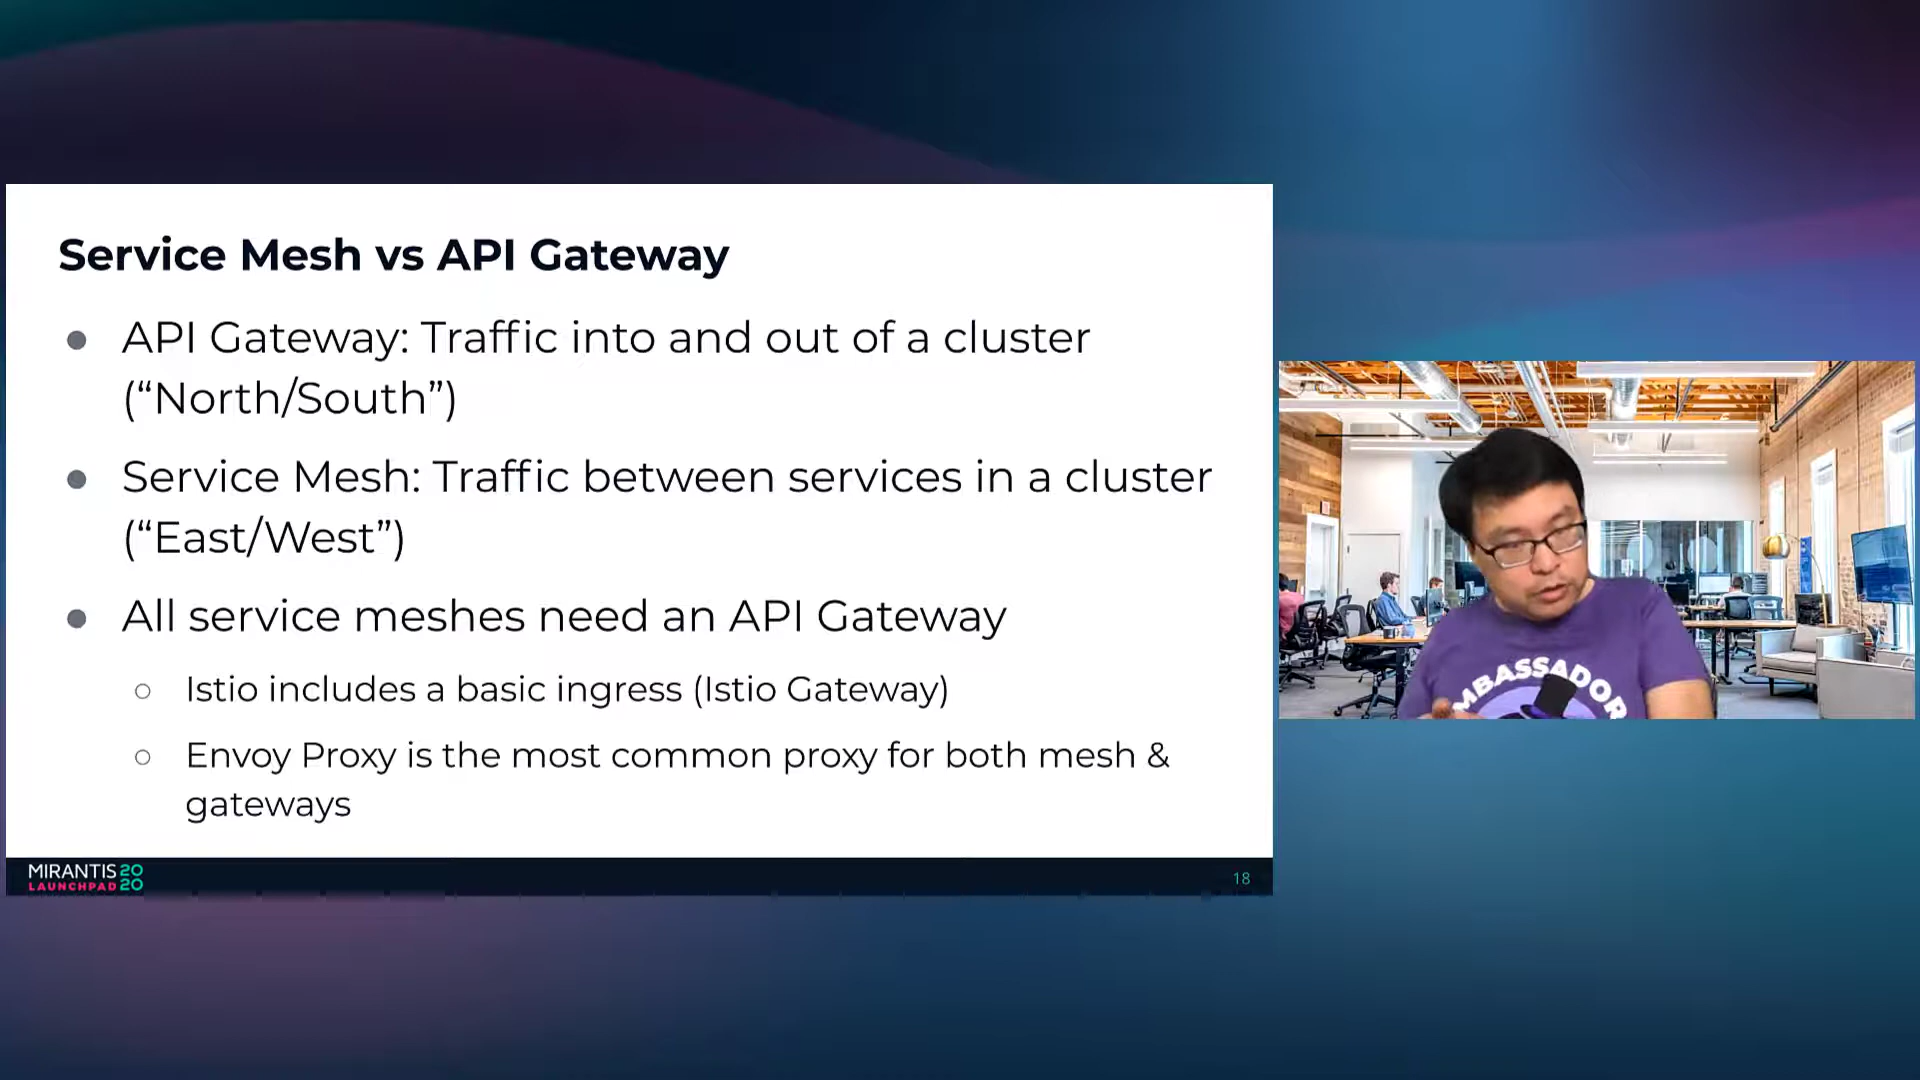 Service Mesh vs API Gateway
● API Gateway: Traffic into and out of a cluster
(“North/South”)
● Service Mesh: Traffic between services in a cluster
(“East/West”)
● All service meshes need an API Gateway
○ Istio includes a basic ingress (Istio Gateway)
○ Envoy Proxy is the most common proxy for both mesh &
gateways
MIRANTIS 20
LAUNCHPAD 20
18
MBASSADOR